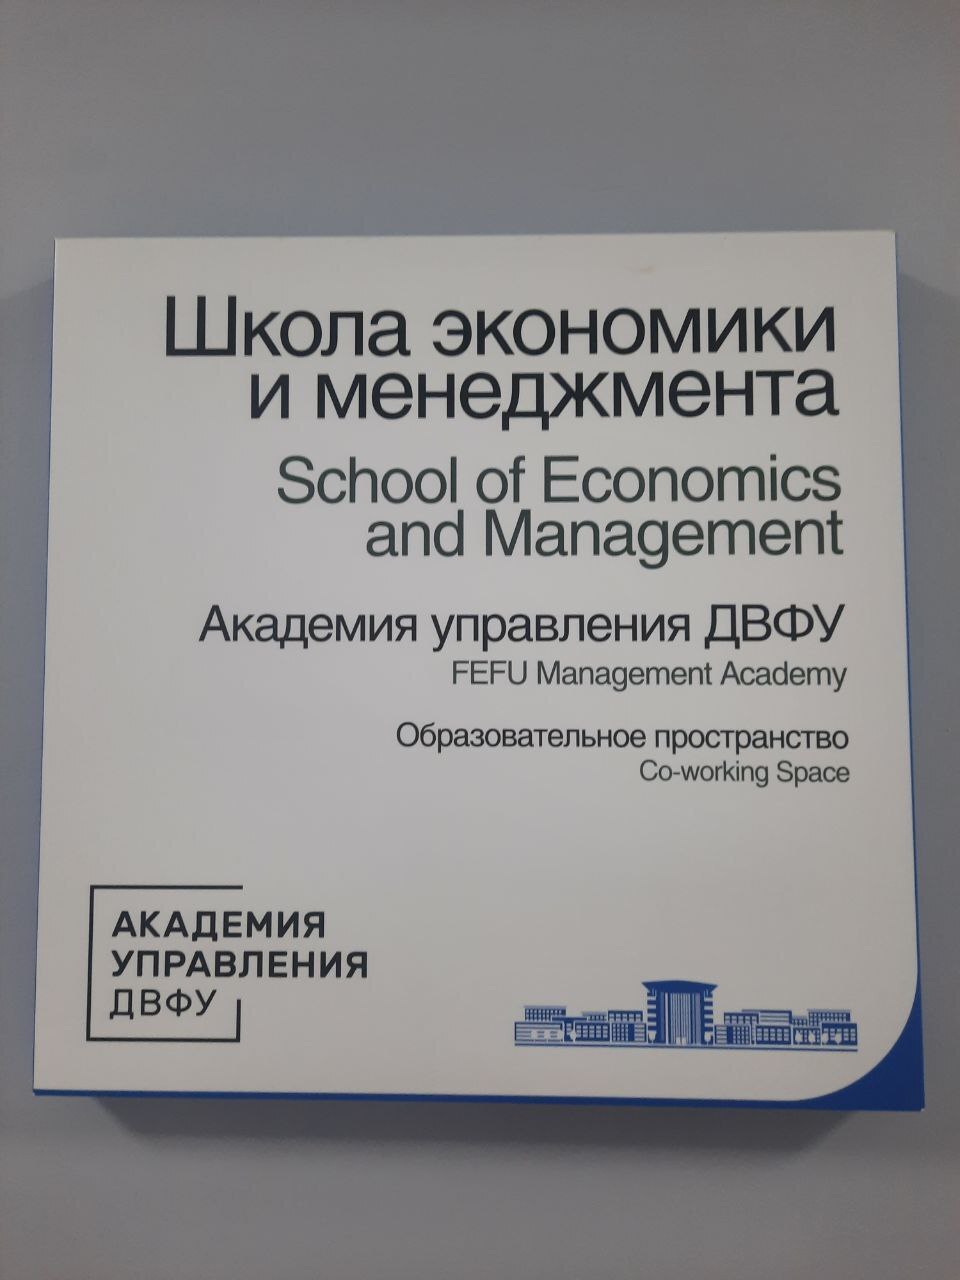 Школа экономики
и менеджмента
School of Economics
and Management
Академия управления ДВФУ
FEFU Management Academy
Образовательное пространство
Co-working Space
АКАДЕМИЯ
УПРАВЛЕНИЯ
ДВФУ